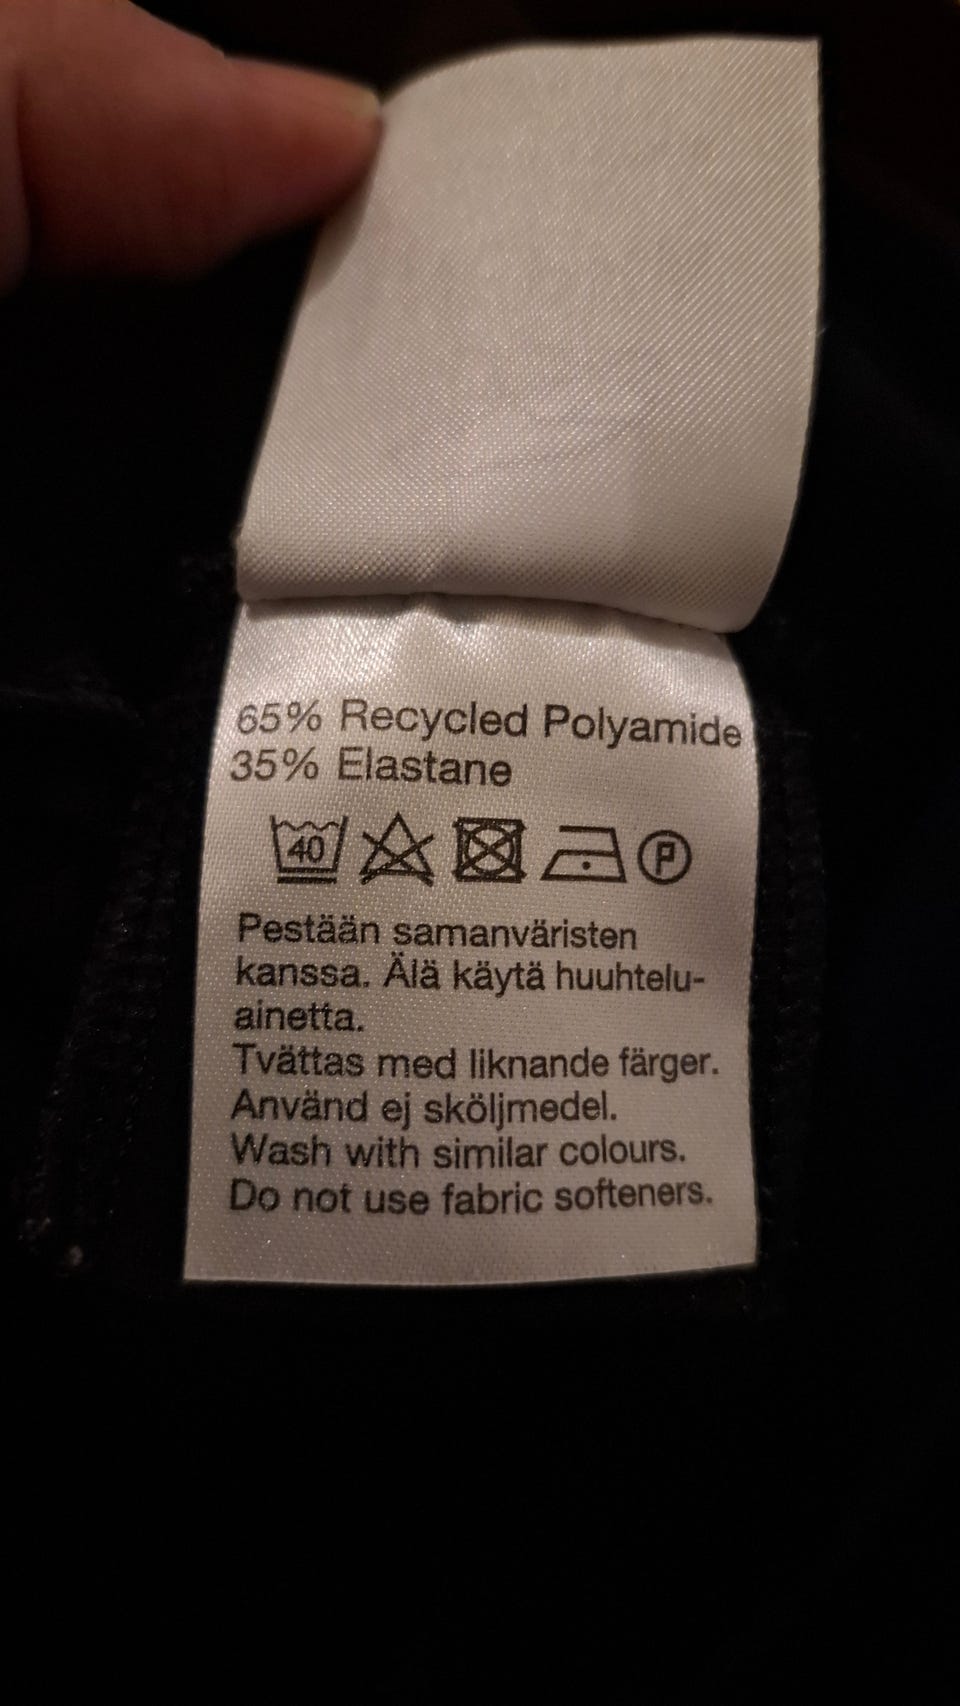 65% Recycled Polyamide
35% Elastane
40 P
Pestään samanväristen
kanssa. Älä käytä huuhtelu-
ainetta.
Tvättas med liknande färger.
Använd ej sköljmedel.
Wash with similar colours.
Do not use fabric softeners.